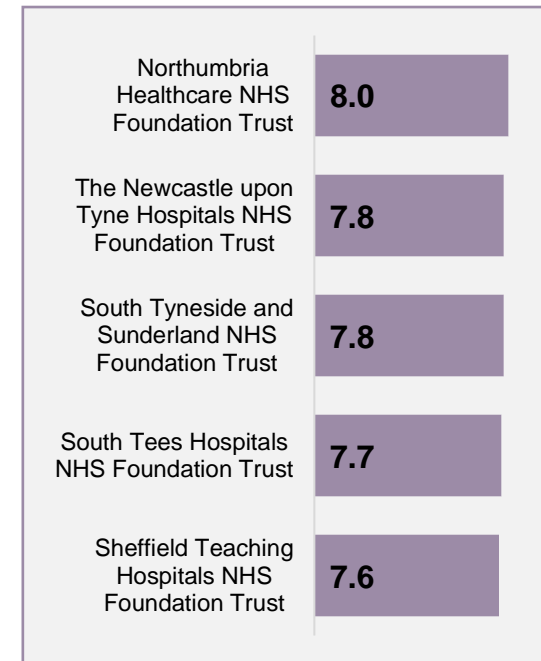 Northumbria
Healthcare NHS
Foundation Trust
8.0
The Newcastle upon
Tyne Hospitals NHS
Foundation Trust
7.8
South Tyneside and
Sunderland NHS
Foundation Trust
7.8
South Tees Hospitals
NHS Foundation Trust
7.7
Sheffield Teaching
Hospitals NHS
Foundation Trust
7.6